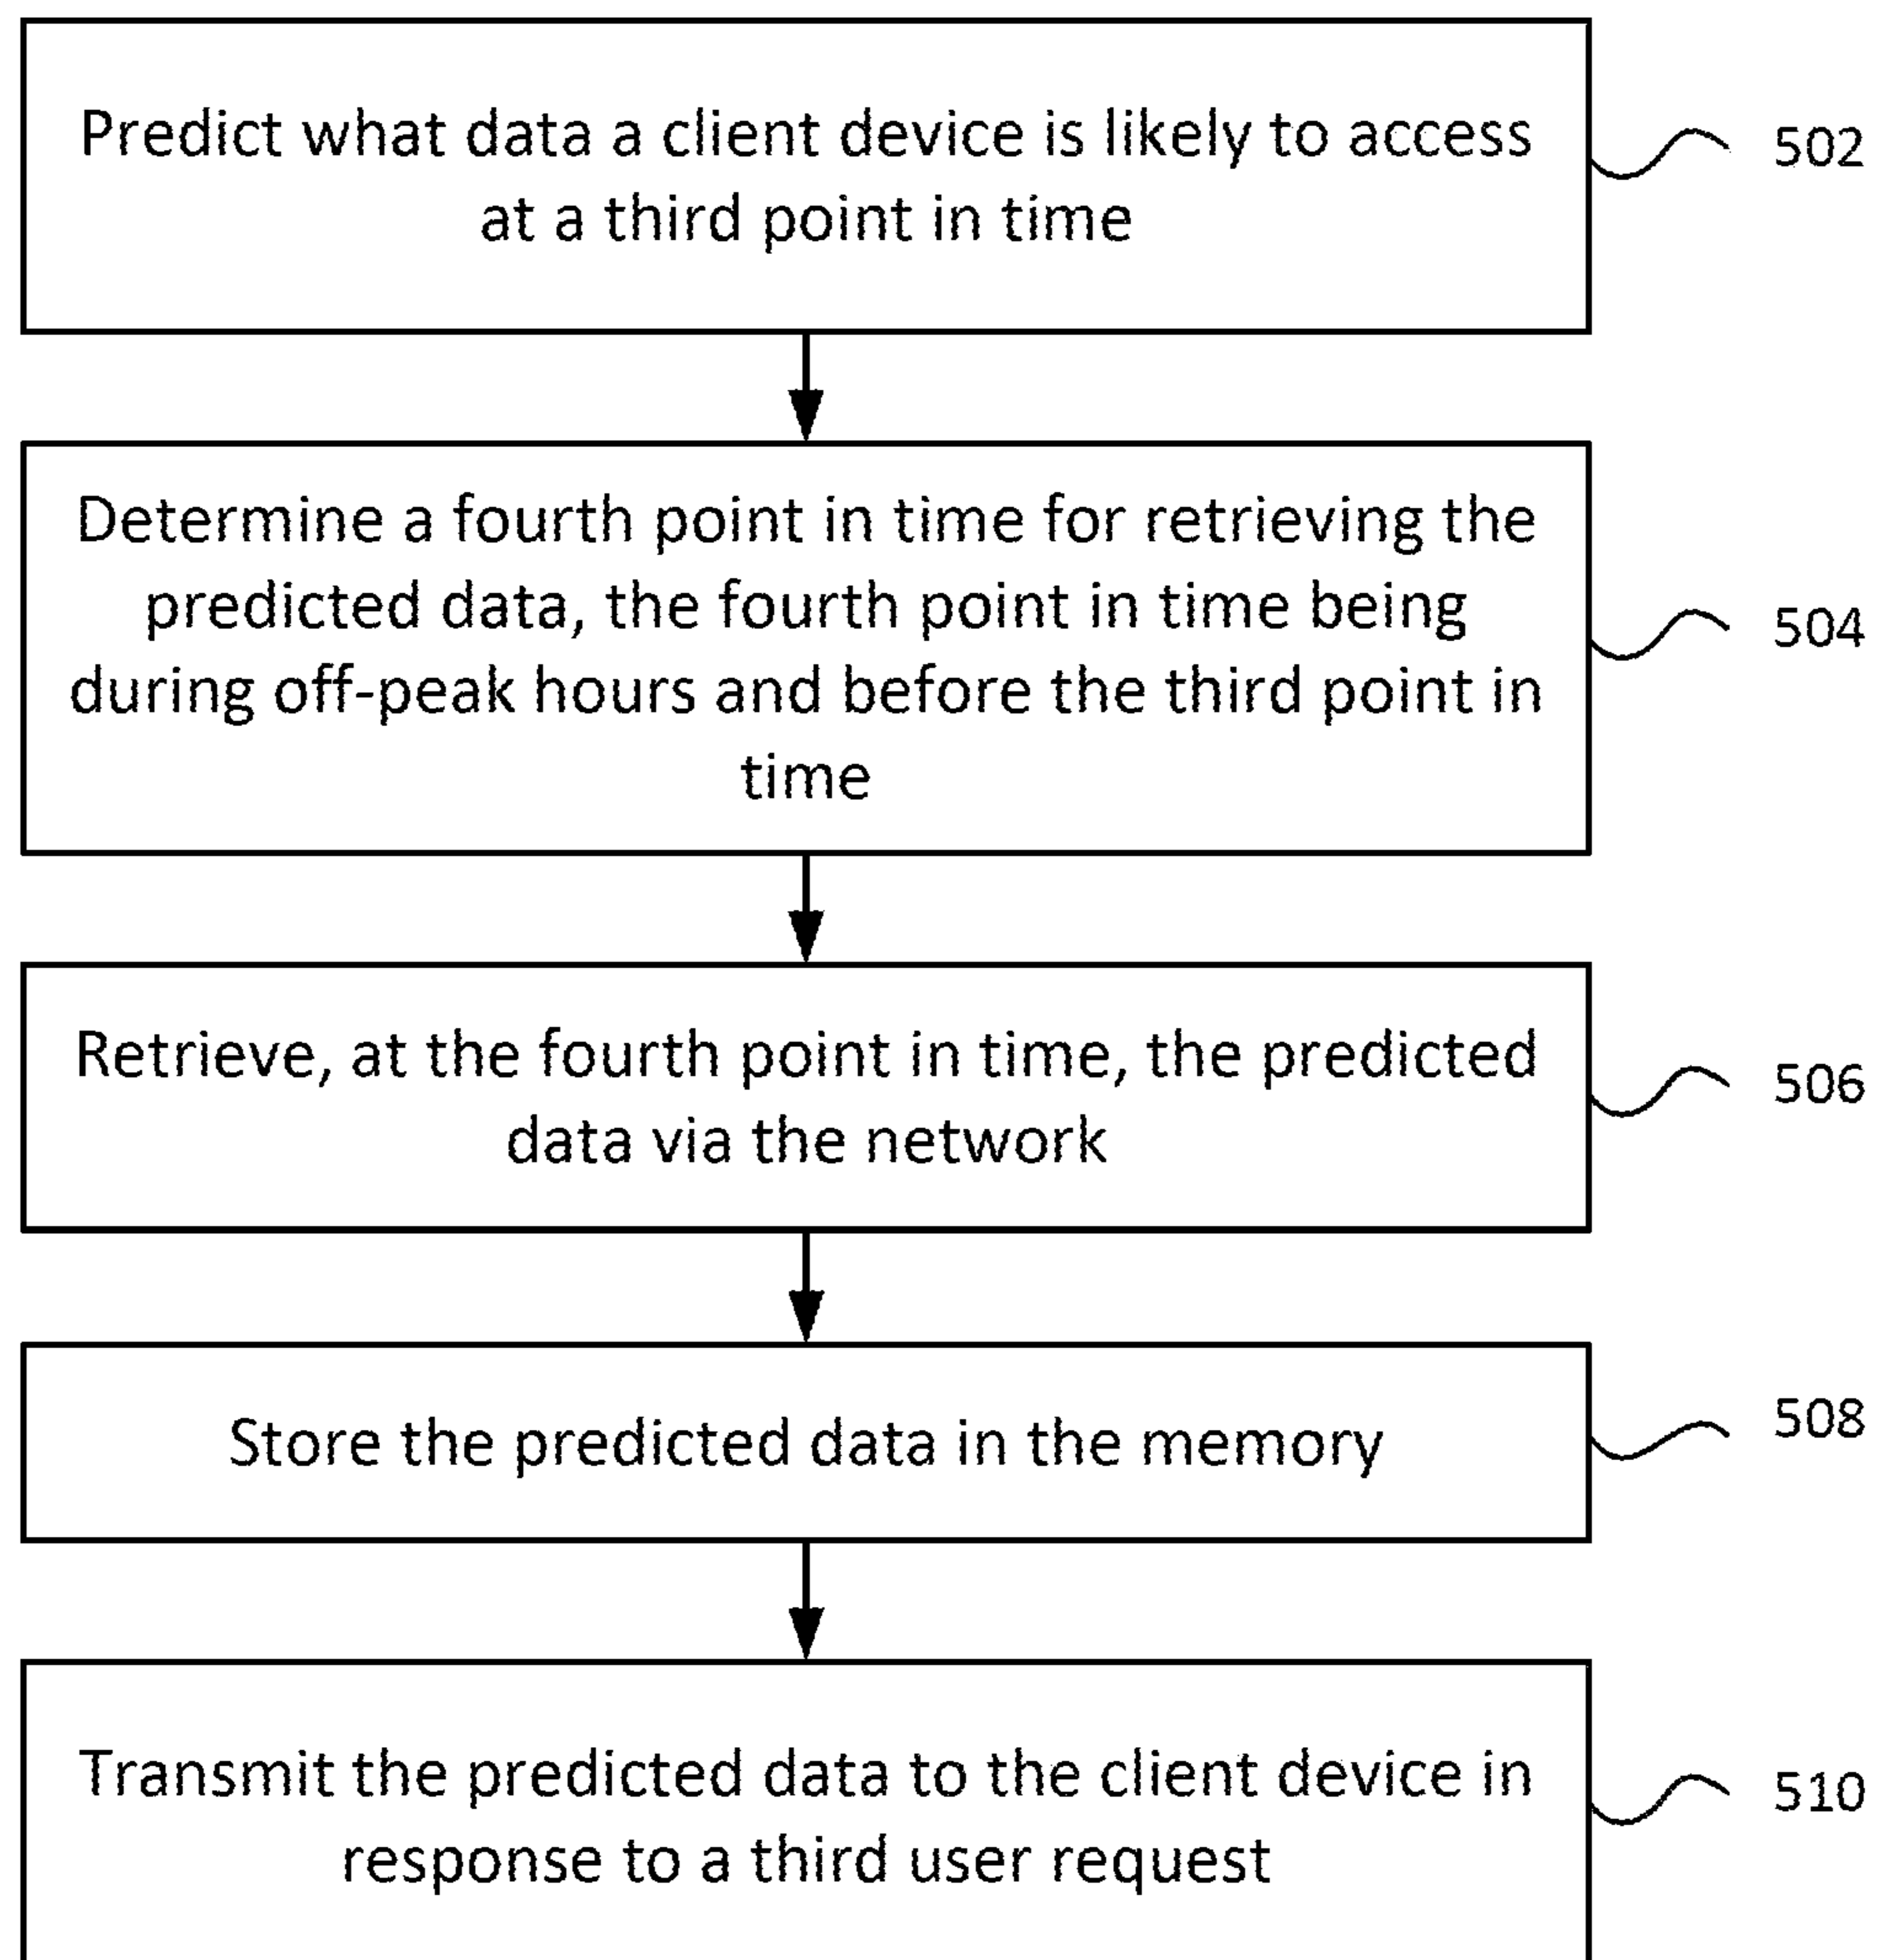 Predict what data a client device is likely to access
at a third point in time
502
Determine a fourth point in time for retrieving the
predicted data, the fourth point in time being
during off-peak hours and before the third point in
time
504
Retrieve, at the fourth point in time, the predicted
data via the network
506
Store the predicted data in the memory
508
Transmit the predicted data to the client device in
response to a third user request
510